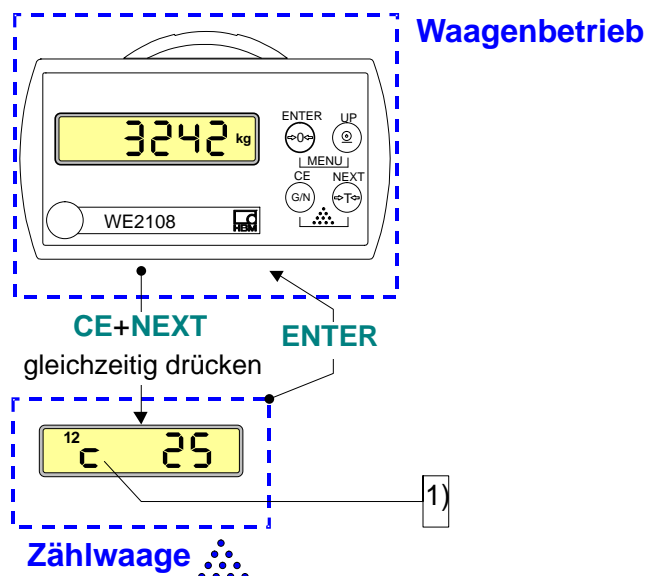 Waagenbetrieb
ENTER UP
3242 kg
→0← 
MENU
CE NEXT
G/N →T←
WE2108 HBM
CE+NEXT
gleichzeitig drücken
ENTER
12
c 25
1)
Zählwaage